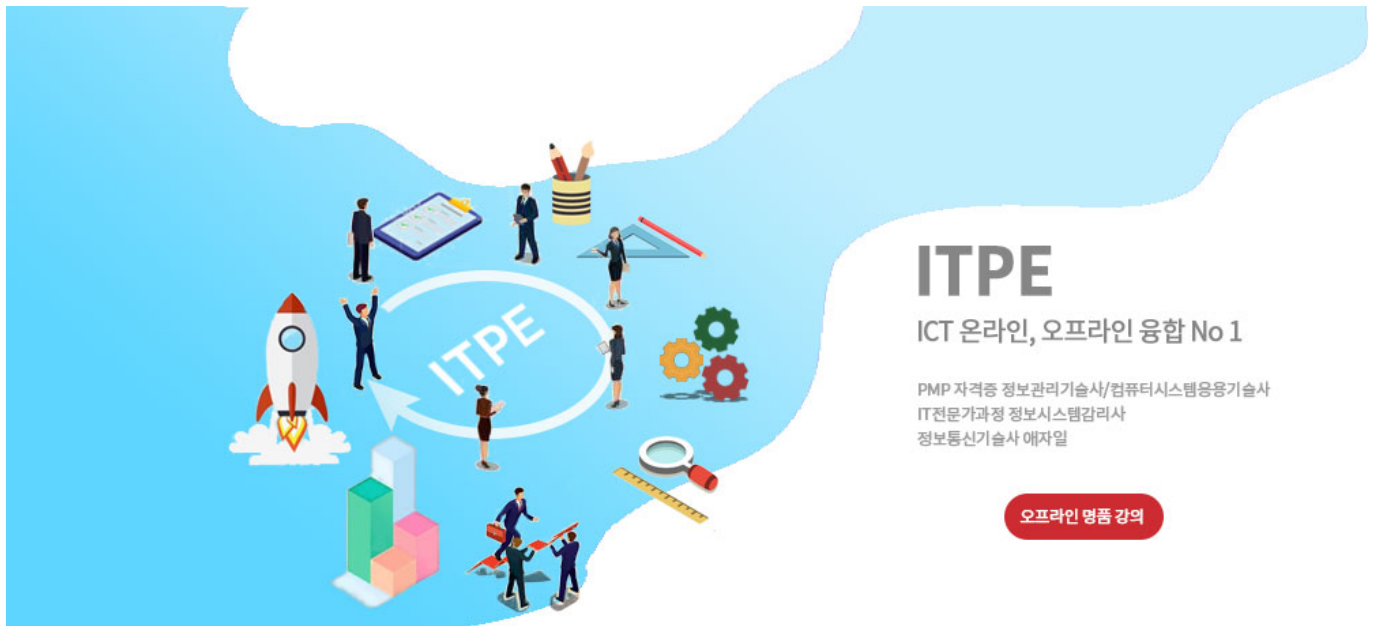 ITPE
ITPE
ICT 온라인, 오프라인 융합 No 1
PMP 자격증 정보관리기술사/컴퓨터시스템응용기술사
IT전문가과정 정보시스템감리사
정보통신기술사 애자일
오프라인 명품 강의